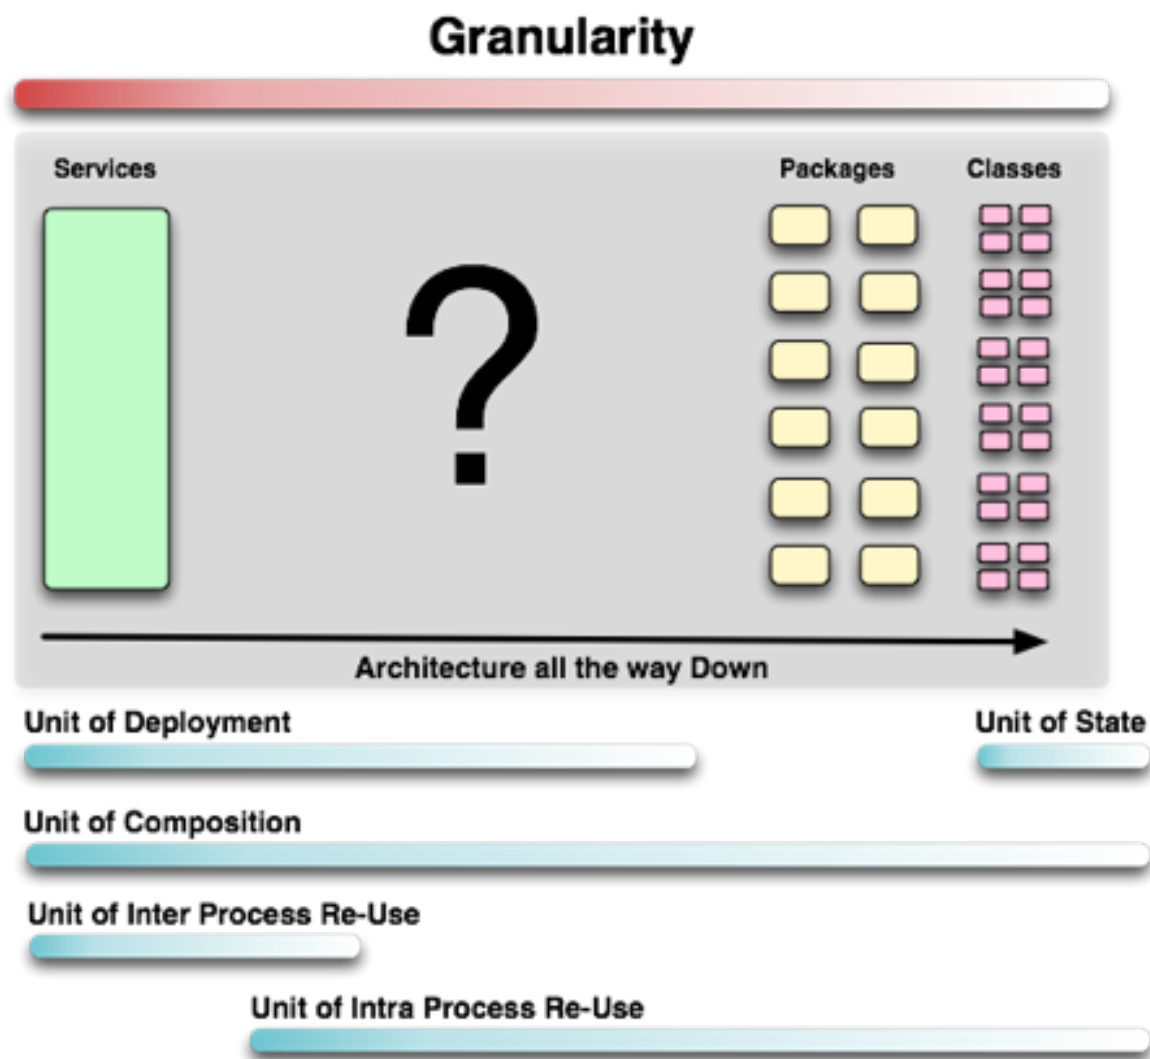 Granularity
Services
Packages
Classes
?
Architecture all the way Down
Unit of Deployment
Unit of State
Unit of Composition
Unit of Inter Process Re-Use
Unit of Intra Process Re-Use